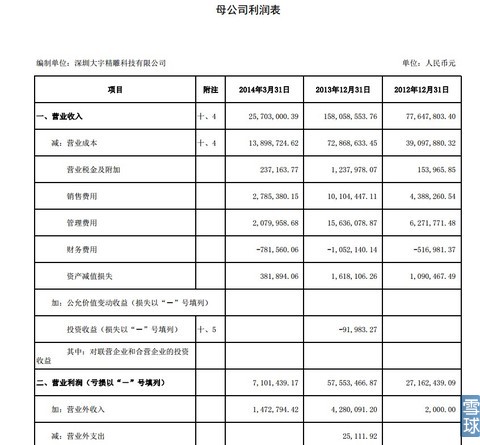 母公司利润表
编制单位：深圳大宇精雕科技有限公司 单位：人民币元
项目 附注 2014年3月31日 2013年12月31日 2012年12月31日
一、营业收入 十、4 25,703,000.39 158,058,553.76 77,647,803.40
减：营业成本 十、4 13,898,724.62 72,868,633.45 39,097,880.32
营业税金及附加 237,163.77 1,237,978.07 153,965.85
销售费用 2,785,380.15 10,104,447.11 4,388,260.54
管理费用 2,079,958.68 15,636,078.87 6,271,771.48
财务费用 -781,560.06 -1,052,140.14 -516,981.37
资产减值损失 381,894.06 1,618,106.26 1,090,467.49
加：公允价值变动收益（损失以“－”号填列）
投资收益（损失以“－”号填列） 十、5 -91,983.27
其中：对联营企业和合营企业的投资
收益
二、营业利润（亏损以“－”号填列） 7,101,439.17 57,553,466.87 27,162,439.09
加：营业外收入 1,472,794.42 4,280,091.20 2,000.00
减：营业外支出 25,111.92
雪球